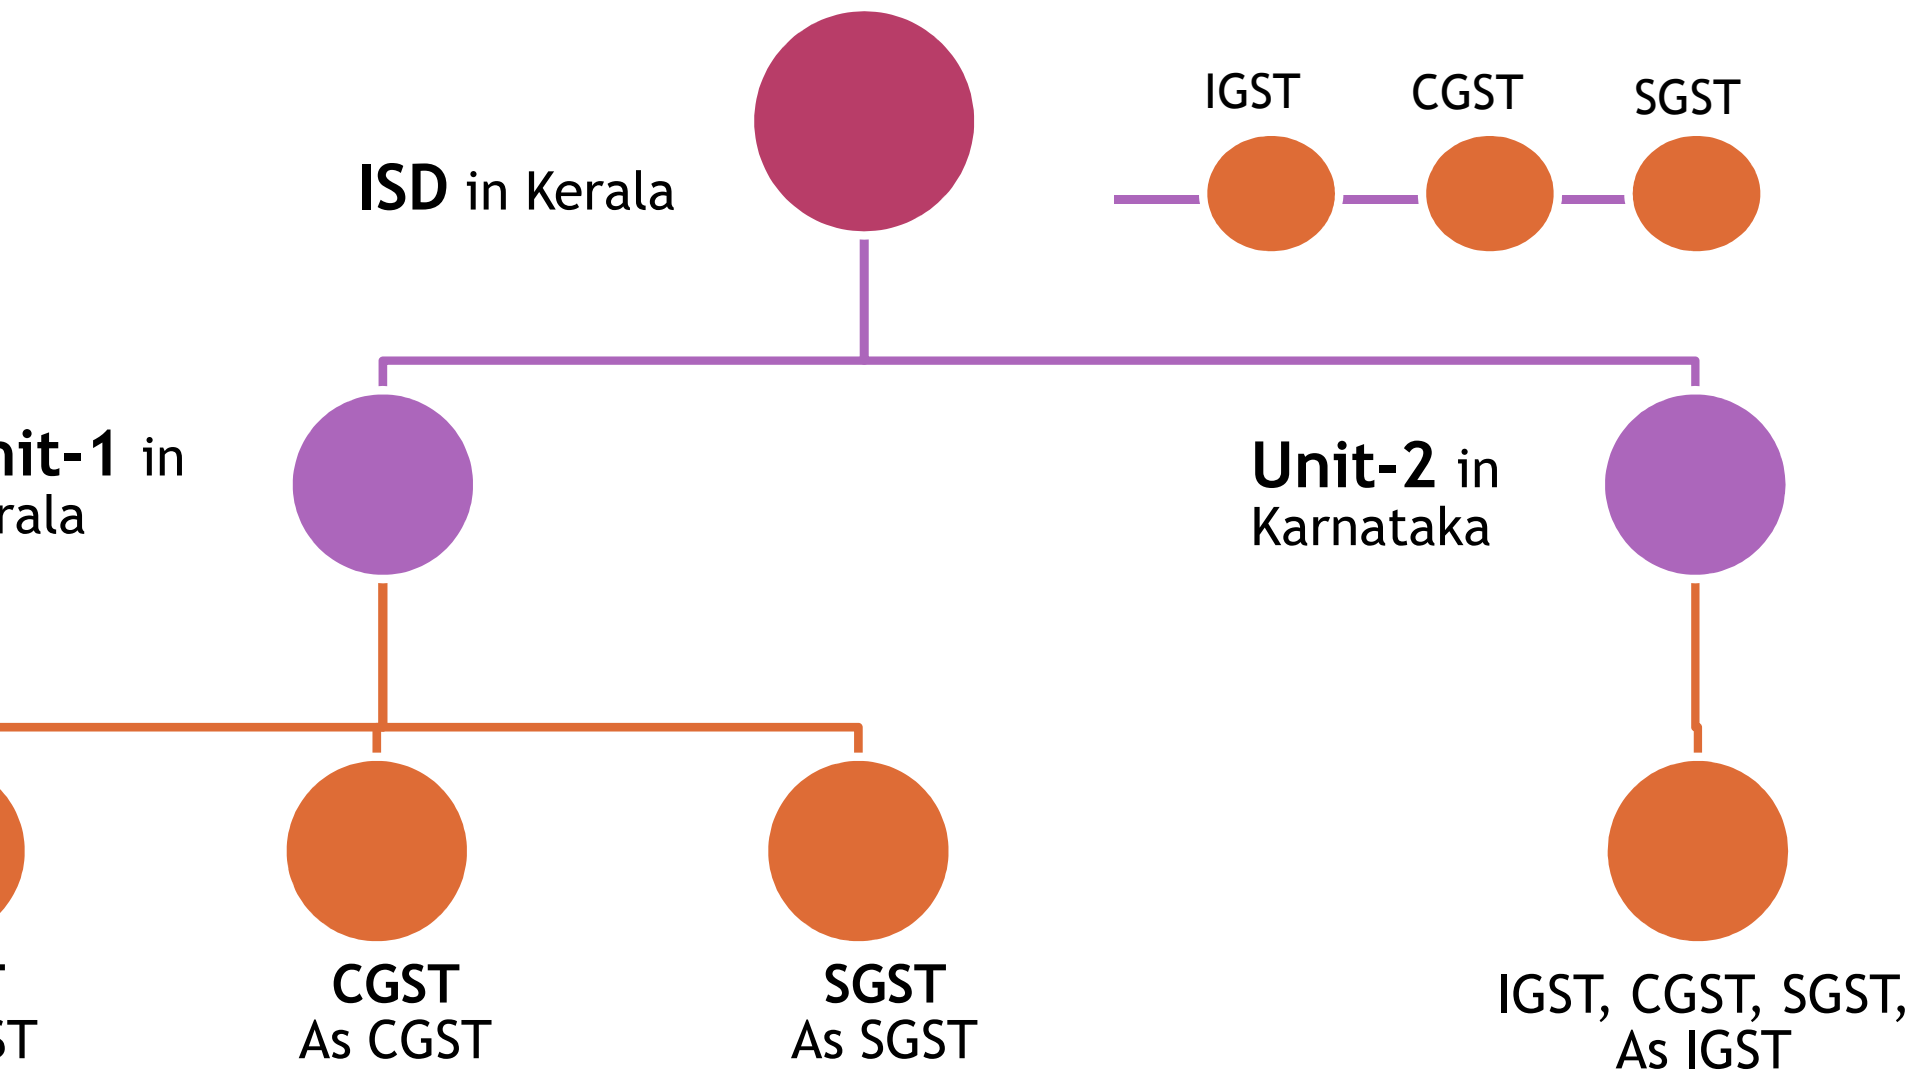 IGST CGST SGST
ISD in Kerala
in
Unit-2 in
Karnataka
CGST
As CGST
SGST
As SGST
IGST, CGST, SGST,
As IGST